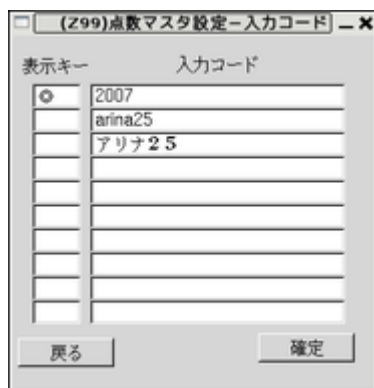 (Z99)点数マスタ設定－入力コード
表示キー 入力コード
◎ 2007
arina25
アリナ２５
戻る 確定